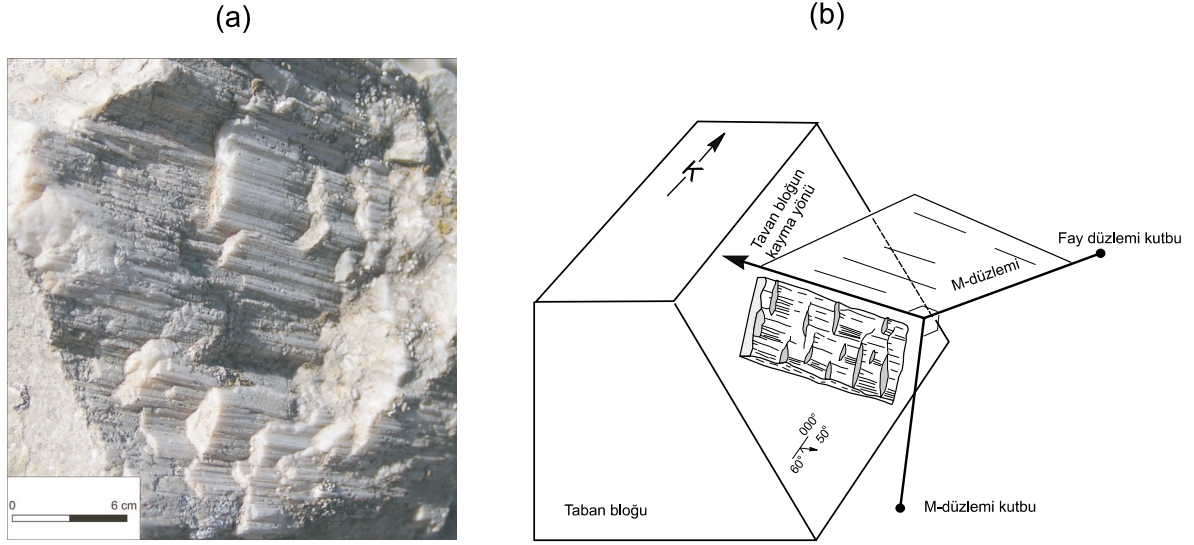 (a)
(b)
K
Tavan bloğun
kayma yönü
Fay düzlemi kutbu
M-düzlemi
000°
50°
60°
0 6 cm
Taban bloğu
M-düzlemi kutbu